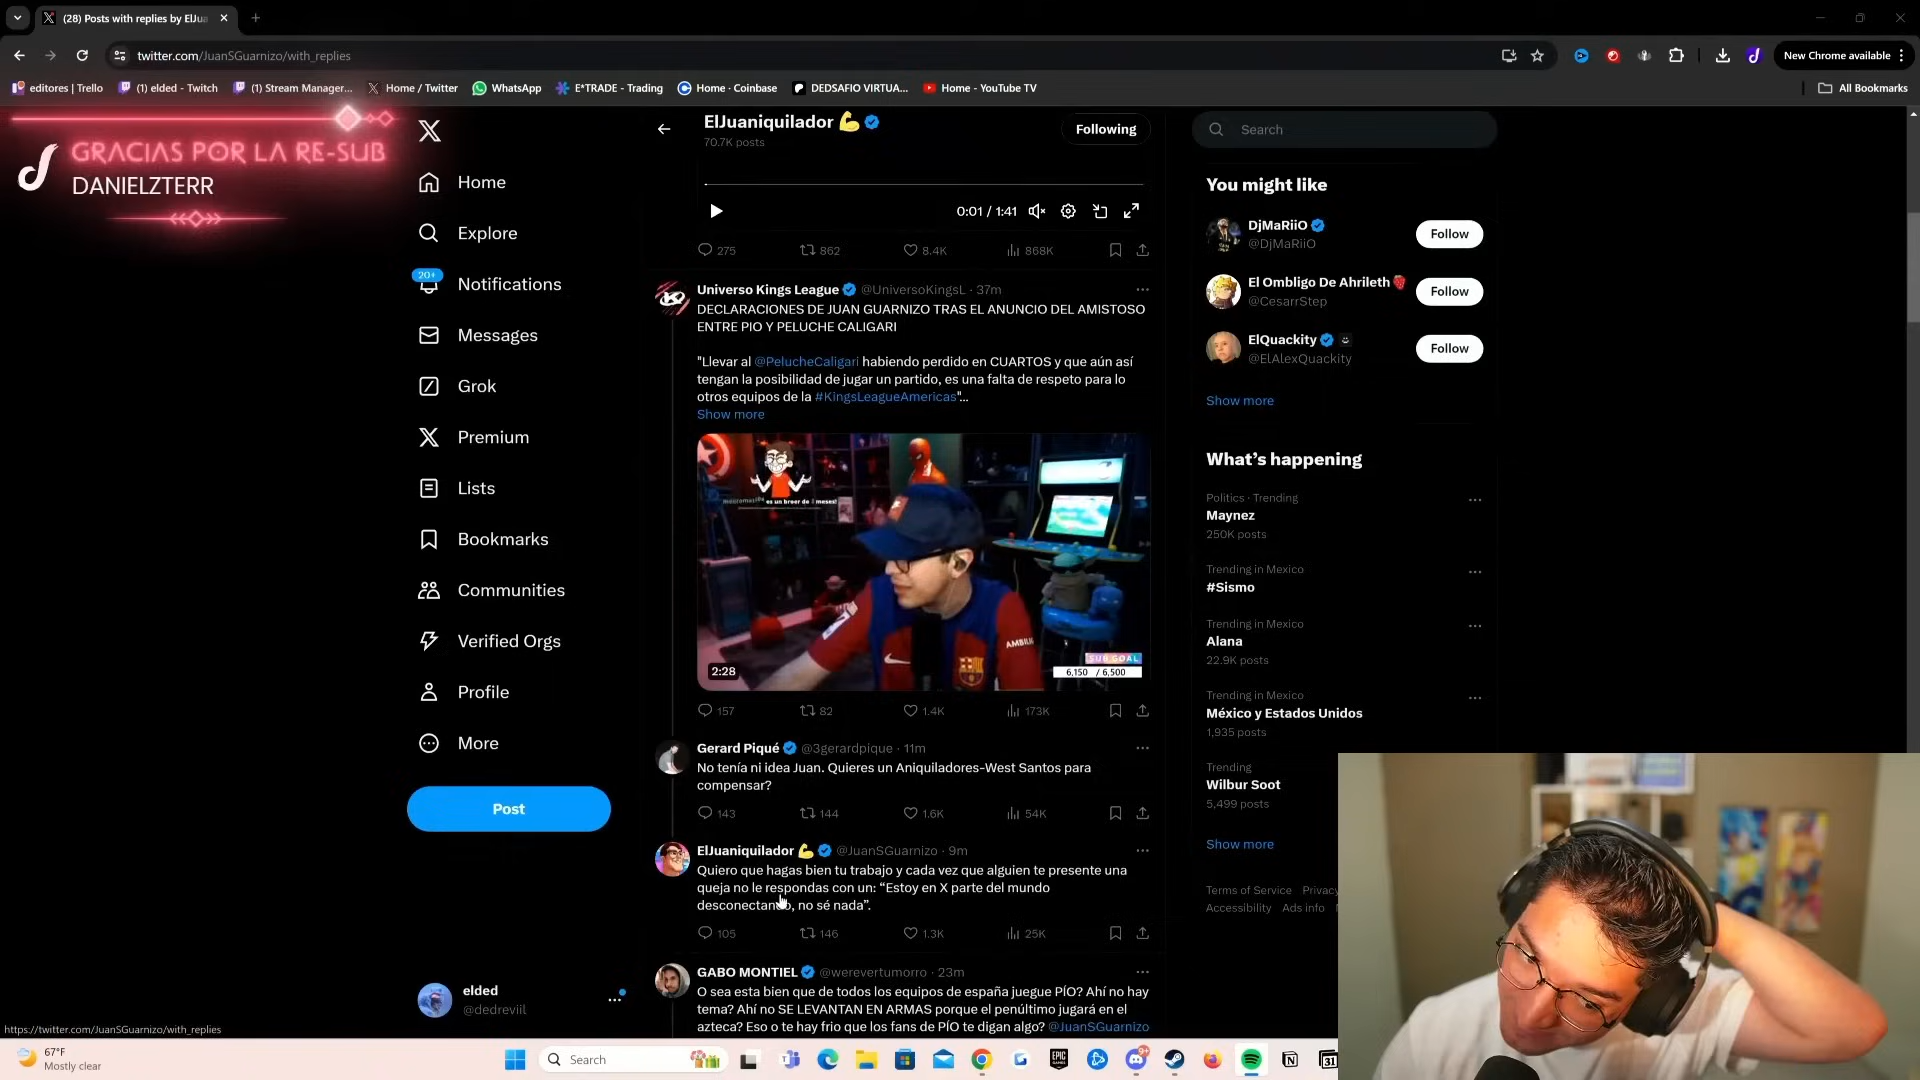 (28) Posts with replies by ElJua
twitter.com/JuanSGuarnizo/with_replies
New Chrome available
editores | Trello
(1) elded - Twitch
(1) Stream Manager...
Home / Twitter
WhatsApp
E*TRADE - Trading
Home - Coinbase
DEDSAFIO VIRTUA...
Home - YouTube TV
All Bookmarks
GRACIAS POR LA RE-SUB
DANIELZTERR
Home
Explore
20+
Notifications
Messages
Grok
Premium
Lists
Bookmarks
Communities
Verified Orgs
Profile
More
Post
elded
@dedreviil
ElJuaniquilador 💪
70.7K posts
Following
0:01 / 1:41
275
862
8.4K
868K
Universo Kings League @UniversoKingsL · 37m
DECLARACIONES DE JUAN GUARNIZO TRAS EL ANUNCIO DEL AMISTOSO
ENTRE PIO Y PELUCHE CALIGARI
"Llevar al @PelucheCaligari habiendo perdido en CUARTOS y que aún así
tengan la posibilidad de jugar un partido, es una falta de respeto para lo
otros equipos de la #KingsLeagueAmericas"...
Show more
AMBILI
SUB GOAL
6,150 / 6,500
2:28
157
82
1.4K
173K
Gerard Piqué @3gerardpique · 11m
No tenía ni idea Juan. Quieres un Aniquiladores-West Santos para
compensar?
143
144
1.6K
54K
ElJuaniquilador 💪 @JuanSGuarnizo · 9m
Quiero que hagas bien tu trabajo y cada vez que alguien te presente una
queja no le respondas con un: “Estoy en X parte del mundo
desconectando, no sé nada”.
105
146
1.3K
25K
GABO MONTIEL @werevertumorro · 23m
O sea esta bien que de todos los equipos de españa juegue PÍO? Ahí no hay
tema? Ahí no SE LEVANTAN EN ARMAS porque el penúltimo jugará en el
azteca? Eso o te hay frio que los fans de PÍO te digan algo? @JuanSGuarnizo
Search
You might like
DjMaRiiO
@DjMaRiiO
Follow
El Ombligo De Ahrileth
@CesarrStep
Follow
ElQuackity
@ElAlexQuackity
Follow
Show more
What’s happening
Politics · Trending
Maynez
250K posts
Trending in Mexico
#Sismo
Trending in Mexico
Alana
22.9K posts
Trending in Mexico
México y Estados Unidos
1,935 posts
Trending
Wilbur Soot
5,499 posts
Show more
Terms of Service Privacy
Accessibility Ads info
https://twitter.com/JuanSGuarnizo/with_replies
67°F
Mostly clear
Search
EPIC
GAMES
9+
31